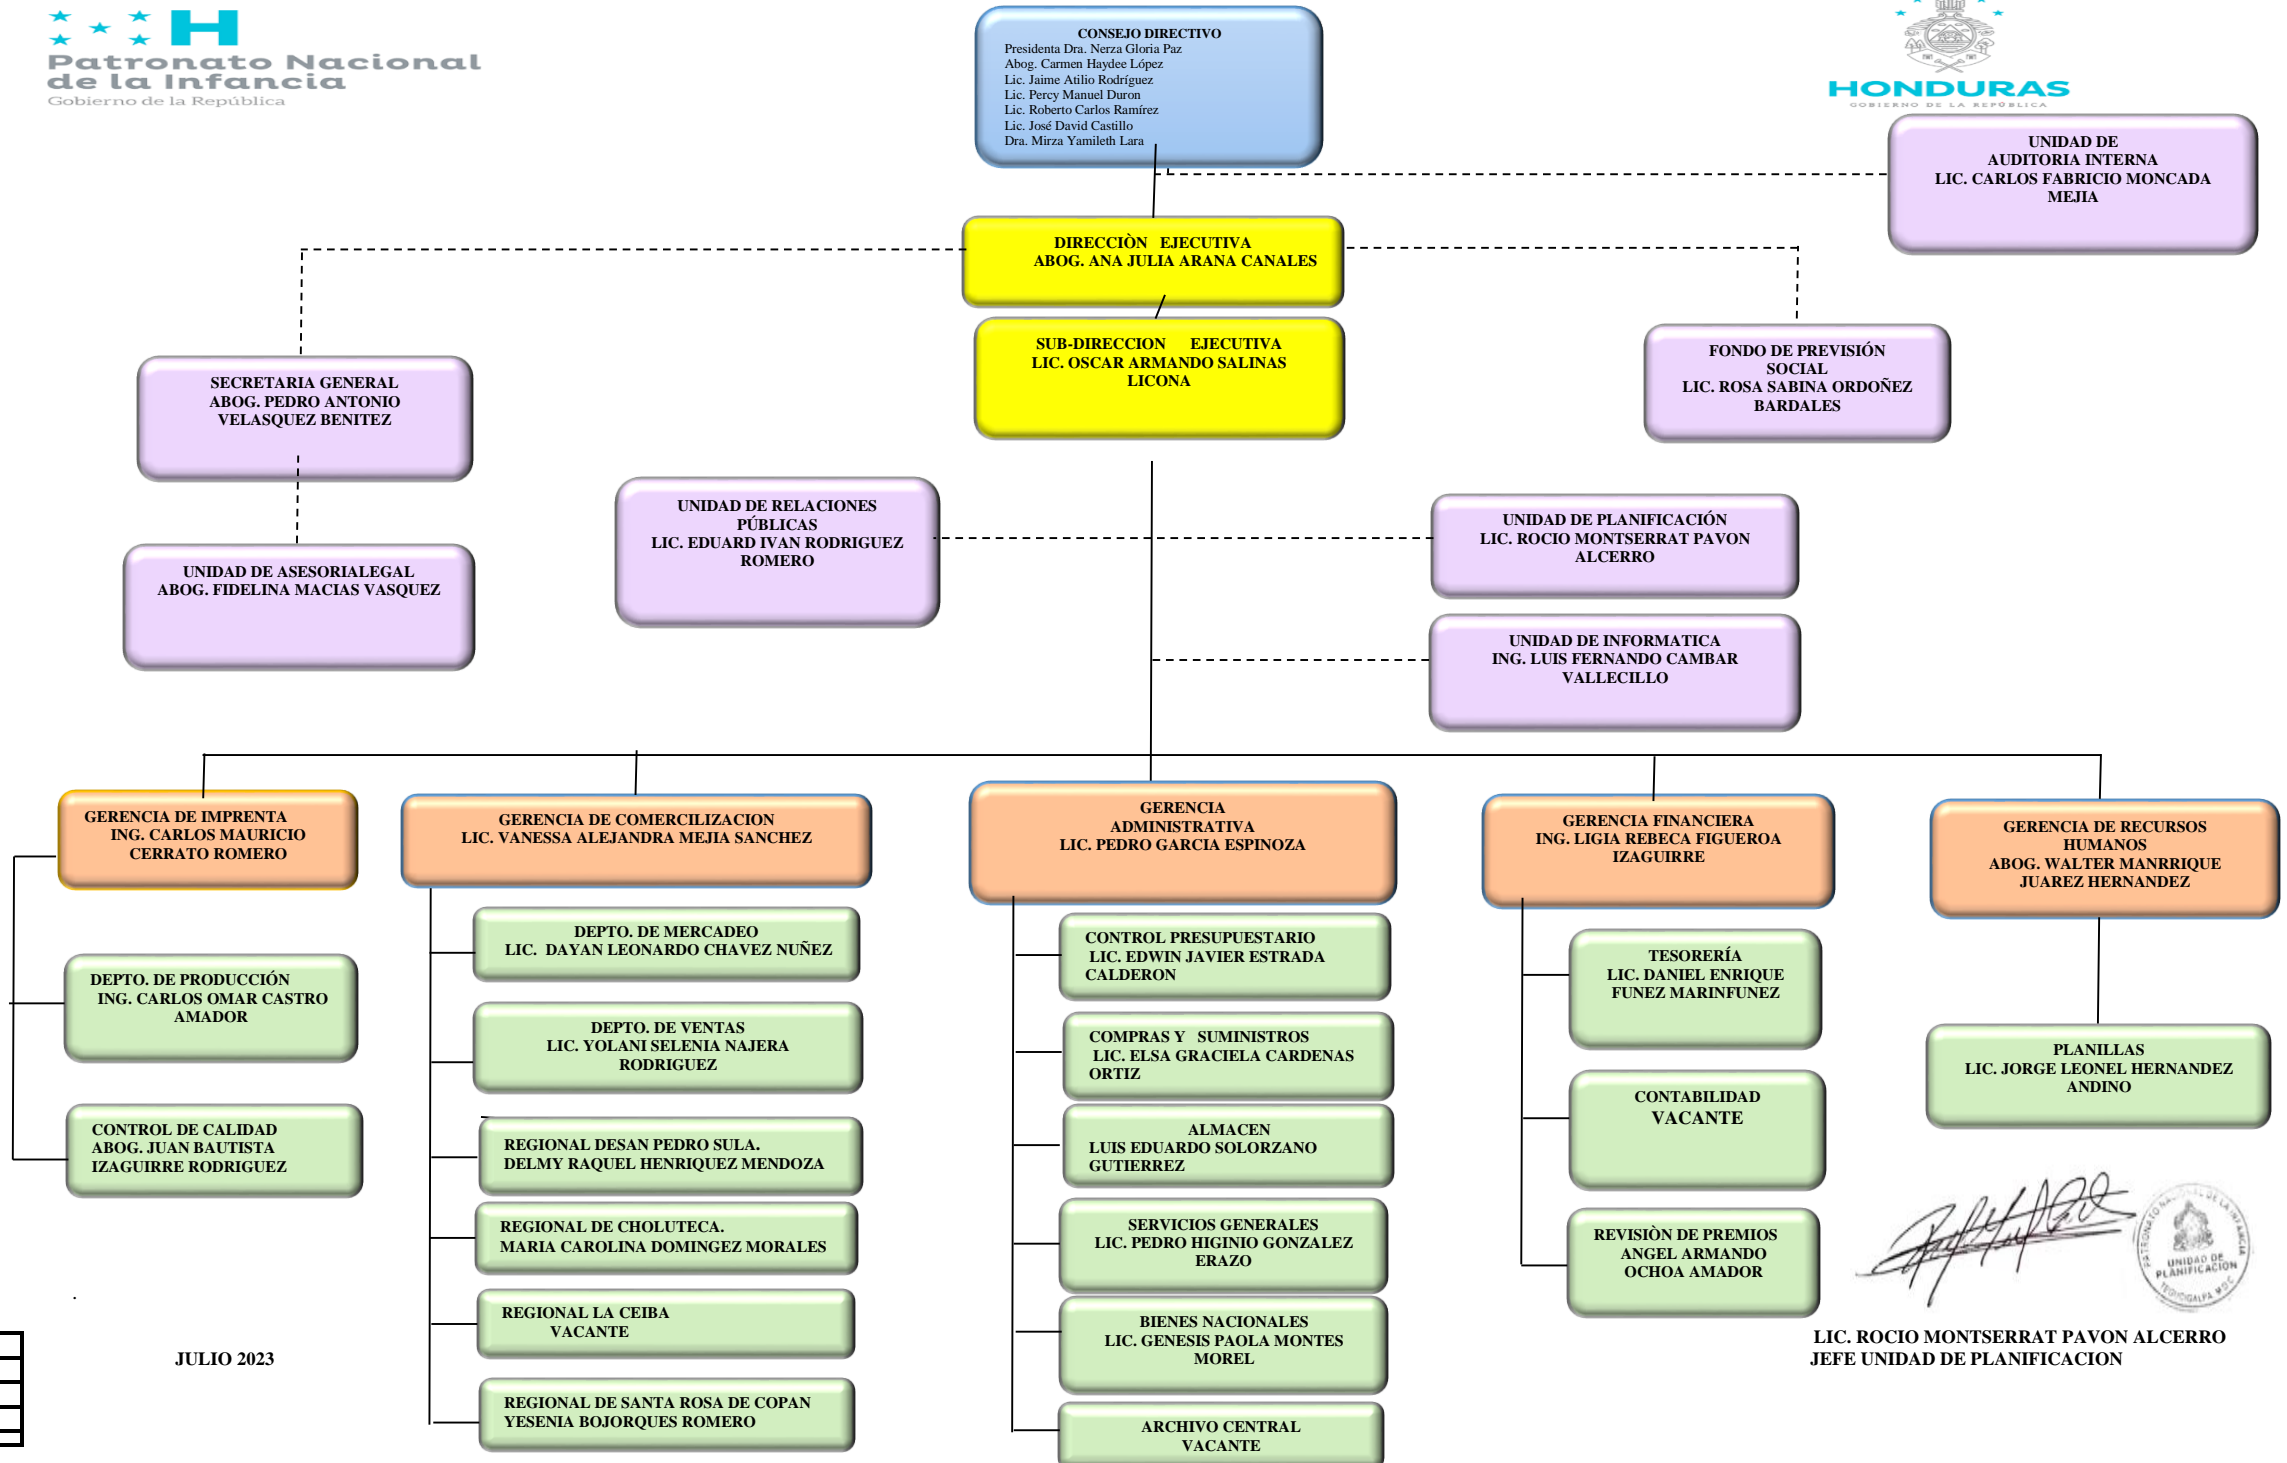 Patronato Nacional
de la Infancia
Gobierno de la República
CONSEJO DIRECTIVO
Presidenta Dra. Nerza Gloria Paz
Abog. Carmen Haydee López
Lic. Jaime Atilio Rodríguez
Lic. Percy Manuel Duron
Lic. Roberto Carlos Ramírez
Lic. José David Castillo
Dra. Mirza Yamileth Lara
HONDURAS
GOBIERNO DE LA REPÚBLICA
UNIDAD DE
AUDITORIA INTERNA
LIC. CARLOS FABRICIO MONCADA
MEJIA
DIRECCIÒN EJECUTIVA
ABOG. ANA JULIA ARANA CANALES
SUB-DIRECCION EJECUTIVA
LIC. OSCAR ARMANDO SALINAS
LICONA
FONDO DE PREVISIÓN
SOCIAL
LIC. ROSA SABINA ORDOÑEZ
BARDALES
SECRETARIA GENERAL
ABOG. PEDRO ANTONIO
VELASQUEZ BENITEZ
UNIDAD DE ASESORIALEGAL
ABOG. FIDELINA MACIAS VASQUEZ
UNIDAD DE RELACIONES
PÚBLICAS
LIC. EDUARD IVAN RODRIGUEZ
ROMERO
UNIDAD DE PLANIFICACIÓN
LIC. ROCIO MONTSERRAT PAVON
ALCERRO
UNIDAD DE INFORMATICA
ING. LUIS FERNANDO CAMBAR
VALLECILLO
GERENCIA DE IMPRENTA
ING. CARLOS MAURICIO
CERRATO ROMERO
DEPTO. DE PRODUCCIÓN
ING. CARLOS OMAR CASTRO
AMADOR
CONTROL DE CALIDAD
ABOG. JUAN BAUTISTA
IZAGUIRRE RODRIGUEZ
GERENCIA DE COMERCILIZACION
LIC. VANESSA ALEJANDRA MEJIA SANCHEZ
DEPTO. DE MERCADEO
LIC. DAYAN LEONARDO CHAVEZ NUÑEZ
DEPTO. DE VENTAS
LIC. YOLANI SELENIA NAJERA
RODRIGUEZ
REGIONAL DESAN PEDRO SULA.
DELMY RAQUEL HENRIQUEZ MENDOZA
REGIONAL DE CHOLUTECA.
MARIA CAROLINA DOMINGEZ MORALES
REGIONAL LA CEIBA
VACANTE
REGIONAL DE SANTA ROSA DE COPAN
YESENIA BOJORQUES ROMERO
GERENCIA
ADMINISTRATIVA
LIC. PEDRO GARCIA ESPINOZA
CONTROL PRESUPUESTARIO
LIC. EDWIN JAVIER ESTRADA
CALDERON
COMPRAS Y SUMINISTROS
LIC. ELSA GRACIELA CARDENAS
ORTIZ
ALMACEN
LUIS EDUARDO SOLORZANO
GUTIERREZ
SERVICIOS GENERALES
LIC. PEDRO HIGINIO GONZALEZ
ERAZO
BIENES NACIONALES
LIC. GENESIS PAOLA MONTES
MOREL
ARCHIVO CENTRAL
VACANTE
GERENCIA FINANCIERA
ING. LIGIA REBECA FIGUEROA
IZAGUIRRE
TESORERÍA
LIC. DANIEL ENRIQUE
FUNEZ MARINFUNEZ
CONTABILIDAD
VACANTE
REVISIÒN DE PREMIOS
ANGEL ARMANDO
OCHOA AMADOR
GERENCIA DE RECURSOS
HUMANOS
ABOG. WALTER MANRRIQUE
JUAREZ HERNANDEZ
PLANILLAS
LIC. JORGE LEONEL HERNANDEZ
ANDINO
PATRONATO NACIONAL DE LA INFANCIA
UNIDAD DE
PLANIFICACION
TEGUCIGALPA M D C
LIC. ROCIO MONTSERRAT PAVON ALCERRO
JEFE UNIDAD DE PLANIFICACION
JULIO 2023